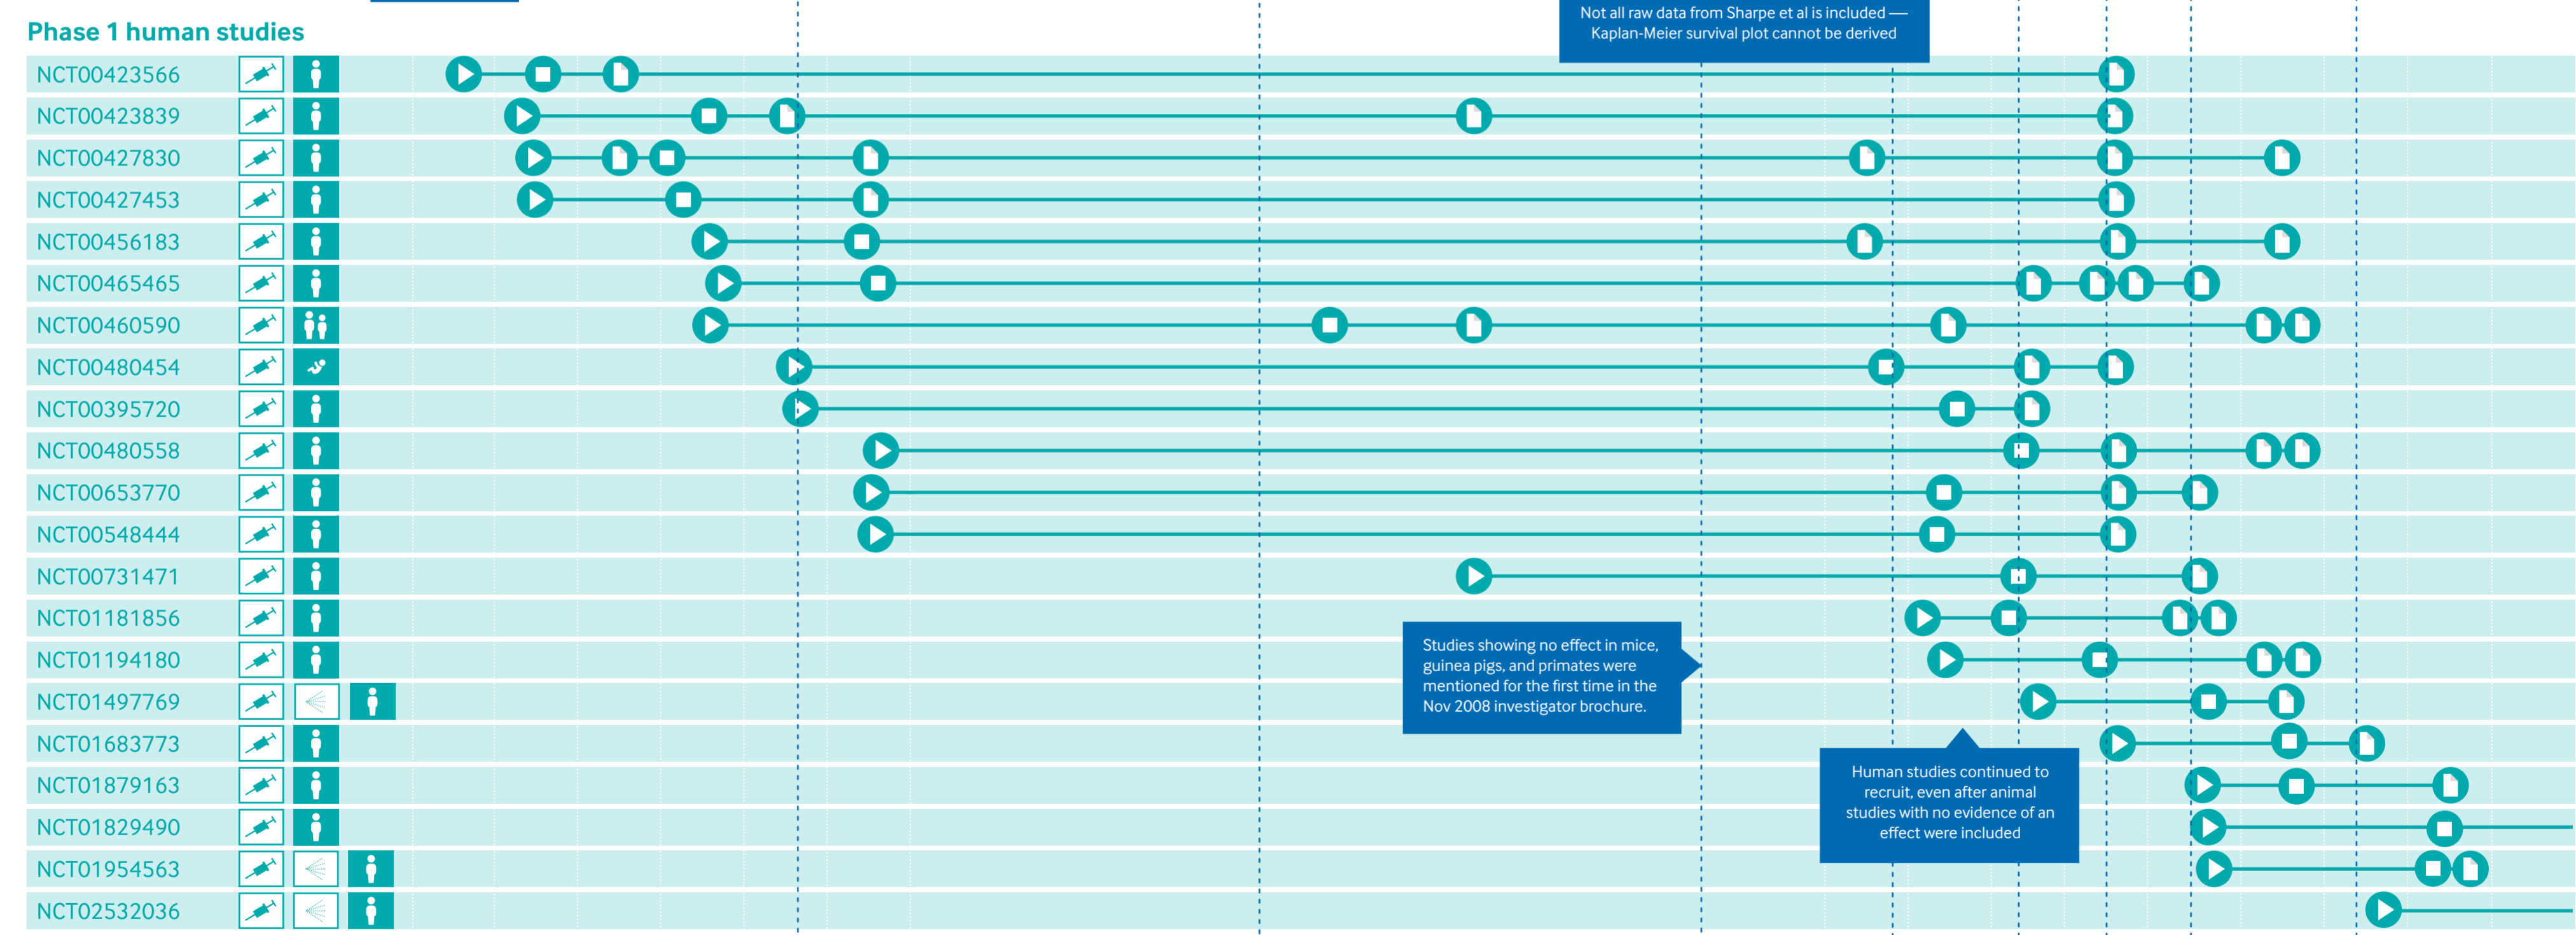 Not all raw data from Sharpe et al is included —
Kaplan-Meier survival plot cannot be derived
Phase 1 human studies
NCT00423566
NCT00423839
NCT00427830
NCT00427453
NCT00456183
NCT00465465
NCT00460590
NCT00480454
NCT00395720
NCT00480558
NCT00653770
NCT00548444
NCT00731471
NCT01181856
NCT01194180
NCT01497769
NCT01683773
NCT01879163
NCT01829490
NCT01954563
NCT02532036
Studies showing no effect in mice,
guinea pigs, and primates were
mentioned for the first time in the
Nov 2008 investigator brochure.
Human studies continued to
recruit, even after animal
studies with no evidence of an
effect were included